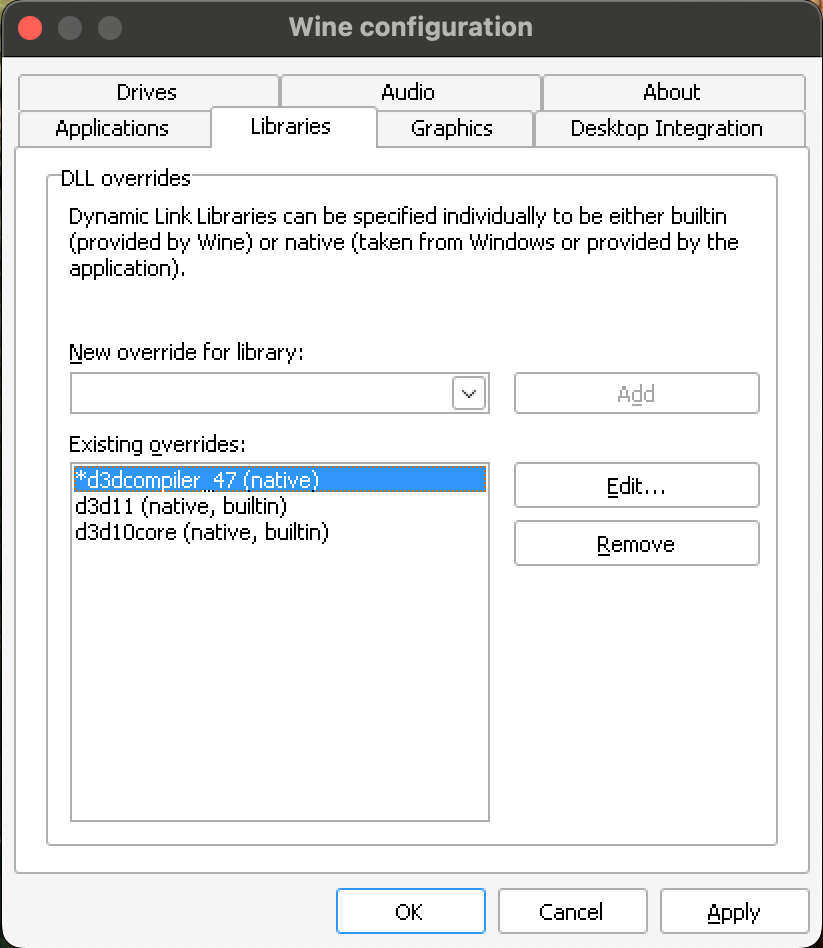 Wine configuration
Drives
Audio
About
Applications
Libraries
Graphics
Desktop Integration
DLL overrides
Dynamic Link Libraries can be specified individually to be either builtin
(provided by Wine) or native (taken from Windows or provided by the
application).
New override for library:
Add
Existing overrides:
*d3dcompiler_47 (native)
d3d11 (native, builtin)
d3d10core (native, builtin)
Edit...
Remove
OK
Cancel
Apply